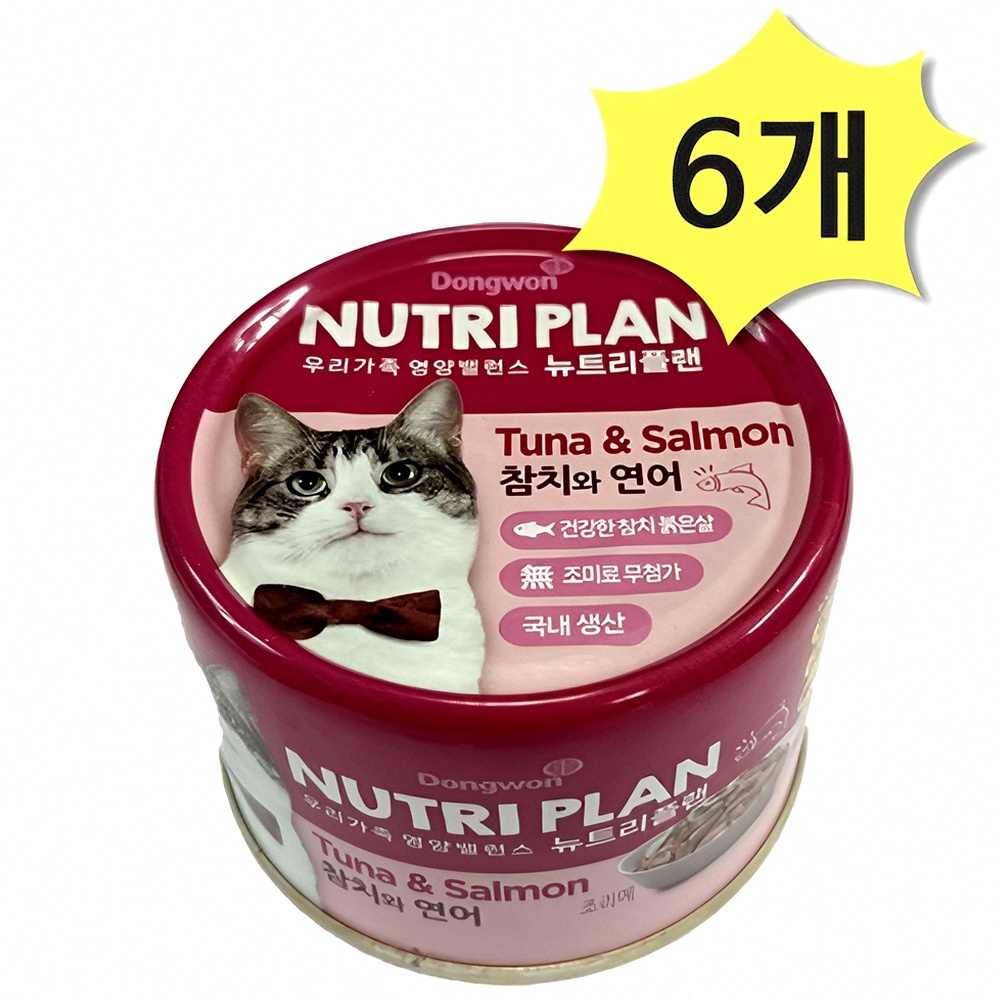 6개
Dongwon
NUTRI PLAN
우리가족 영양밸런스 뉴트리플랜
Tuna & Salmon
참치와 연어
건강한 참치 붉은살
無 조미료 무첨가
국내 생산
Dongwon
NUTRI PLAN
우리가족 영양밸런스 뉴트리플랜
Tuna & Salmon
참치와 연어